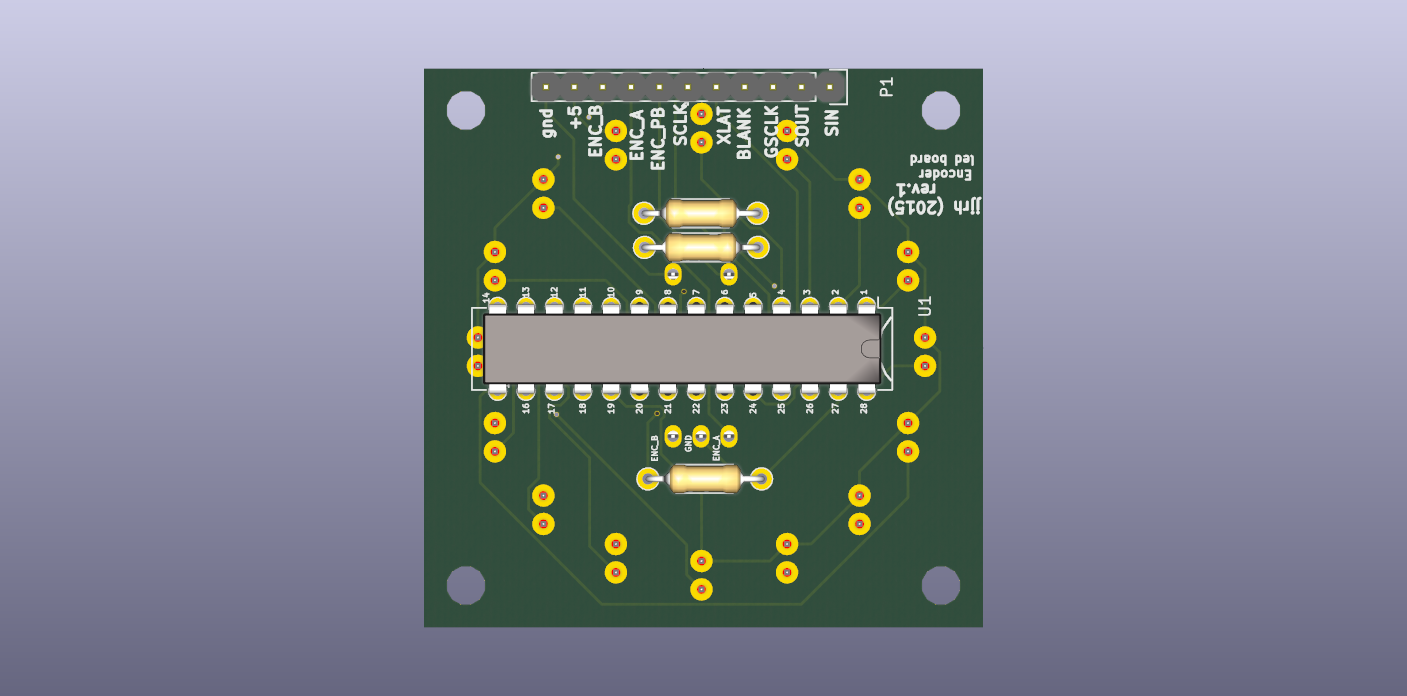 P1
gnd
+5
ENC_B
ENC_A
ENC_PB
SCLK
XLAT
BLANK
GSCLK
SOUT
SIN
jjrh (2015)
rev.1
Encoder
led board
14 13 12 11 10 9 8 7 6 5 4 3 2 1
U1
16 17 18 19 20 21 22 23 24 25 26 27 28
ENC_B
GND
ENC_A